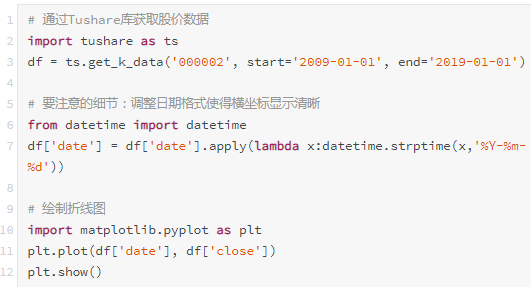 1 # 通过Tushare库获取股价数据
2 import tushare as ts
3 df = ts.get_k_data('000002', start='2009-01-01', end='2019-01-01')
4
5 # 要注意的细节：调整日期格式使得横坐标显示清晰
6 from datetime import datetime
7 df['date'] = df['date'].apply(lambda x:datetime.strptime(x,'%Y-%m-
%d'))
8
9 # 绘制折线图
10 import matplotlib.pyplot as plt
11 plt.plot(df['date'], df['close'])
12 plt.show()